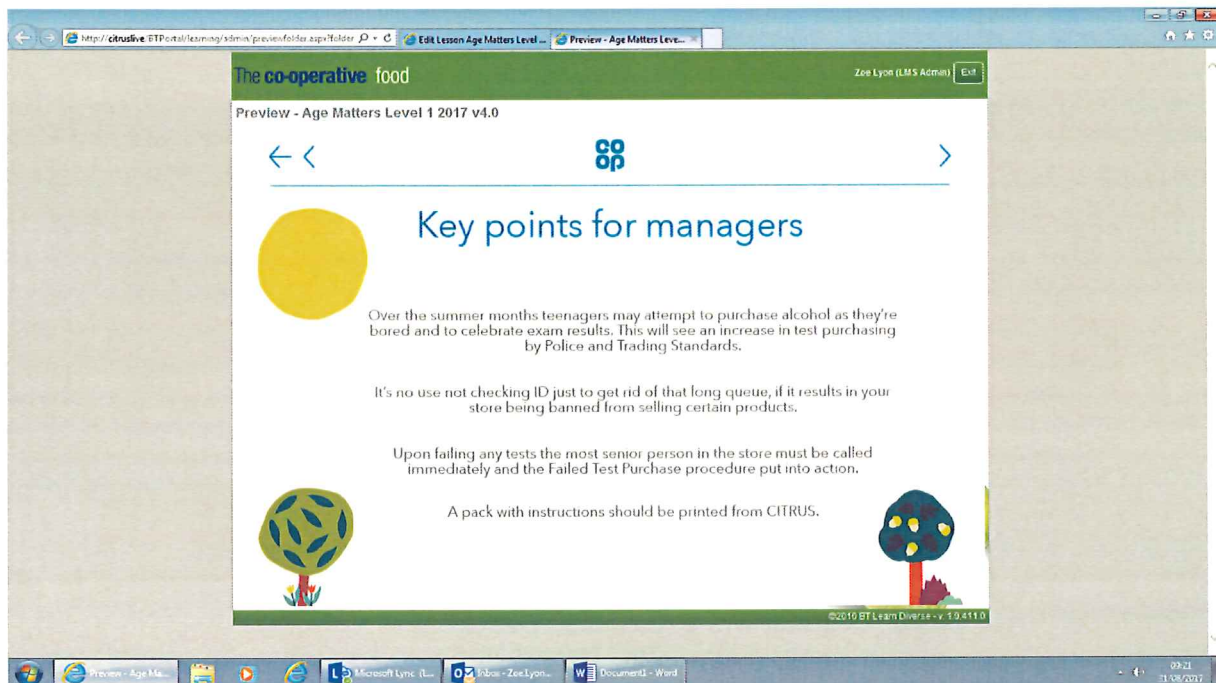 http://citruslive/BTPortal/learning/admin/previewfolder.aspx?folder
Edit Lesson Age Matters Level ...
Preview - Age Matters Leve...
The co-operative food
Zoe Lyon (LMS Admin)
Exit
Preview - Age Matters Level 1 2017 v4.0
CO
OP
Key points for managers
Over the summer months teenagers may attempt to purchase alcohol as they're
bored and to celebrate exam results. This will see an increase in test purchasing
by Police and Trading Standards.
It's no use not checking ID just to get rid of that long queue, if it results in your
store being banned from selling certain products.
Upon failing any tests the most senior person in the store must be called
immediately and the Failed Test Purchase procedure put into action.
A pack with instructions should be printed from CITRUS.
©2010 BT Learn Diverse - v. 1.0.411.0
Preview - Age Ma...
Microsoft Lync (L...
Inbox - Zoe.Lyon...
Document1 - Word
09:21
31/08/2017